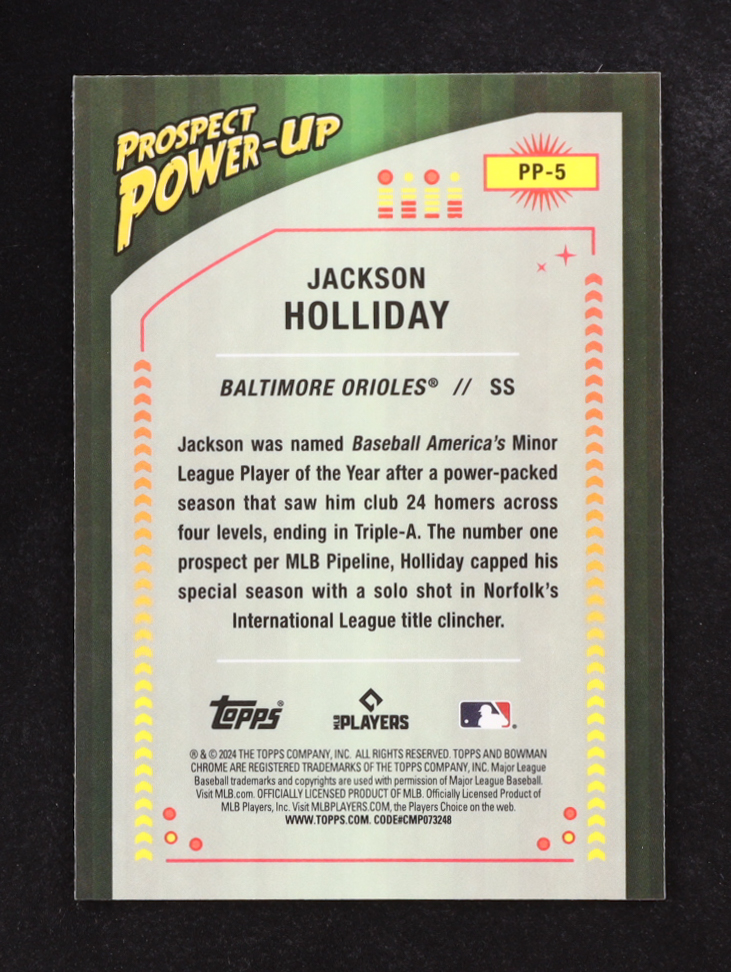 PROSPECT
POWER-UP
PP-5
JACKSON
HOLLIDAY
BALTIMORE ORIOLES® // SS
Jackson was named Baseball America's Minor
League Player of the Year after a power-packed
season that saw him club 24 homers across
four levels, ending in Triple-A. The number one
prospect per MLB Pipeline, Holliday capped his
special season with a solo shot in Norfolk's
International League title clincher.
Topps®
MLB PLAYERS
® & © 2024 THE TOPPS COMPANY, INC. ALL RIGHTS RESERVED. TOPPS AND BOWMAN
CHROME ARE REGISTERED TRADEMARKS OF THE TOPPS COMPANY, INC. Major League
Baseball trademarks and copyrights are used with permission of Major League Baseball.
Visit MLB.com. OFFICIALLY LICENSED PRODUCT OF MLB. Officially Licensed Product of
MLB Players, Inc. Visit MLBPLAYERS.COM, the Players Choice on the web.
WWW.TOPPS.COM. CODE#CMP073248